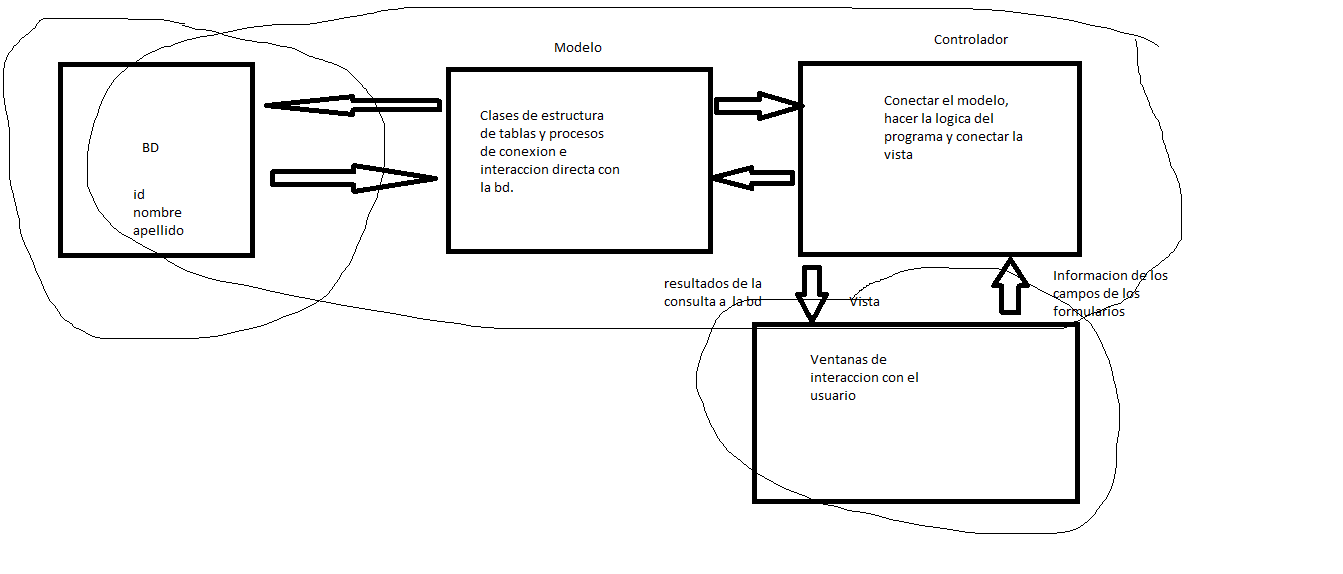 Modelo
Controlador
BD
id
nombre
apellido
Clases de estructura
de tablas y procesos
de conexion e
interaccion directa con
la bd.
Conectar el modelo,
hacer la logica del
programa y conectar la
vista
resultados de la
consulta a la bd
Vista
Informacion de los
campos de los
formularios
Ventanas de
interaccion con el
usuario